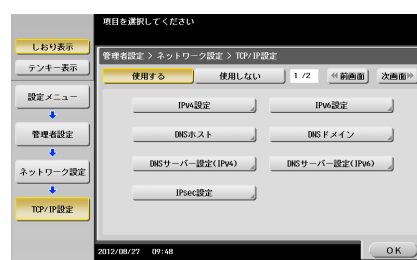 項目を選択してください
しおり表示
テンキー表示
管理者設定 > ネットワーク設定 > TCP/IP設定
使用する 使用しない 1 /2 前画面 次画面
設定メニュー
管理者設定
ネットワーク設定
TCP/IP設定
IPv4設定 IPv6設定
DNSホスト DNSドメイン
DNSサーバー設定(IPv4) DNSサーバー設定(IPv6)
IPsec設定
2012/08/27 09:48
OK